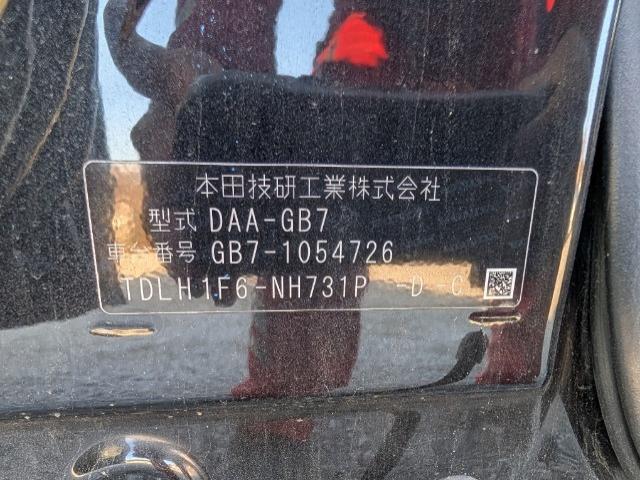 本田技研工業株式会社
型式 DAA-GB7
車台番号 GB7-1054726
TDLH1F6-NH731P -D -C